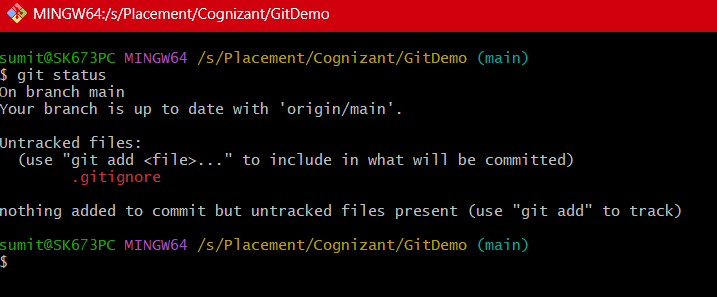 MINGW64:/s/Placement/Cognizant/GitDemo
sumit@SK673PC MINGW64 /s/Placement/Cognizant/GitDemo (main)
$ git status
On branch main
Your branch is up to date with 'origin/main'.
Untracked files:
  (use "git add <file>..." to include in what will be committed)
        .gitignore
nothing added to commit but untracked files present (use "git add" to track)
sumit@SK673PC MINGW64 /s/Placement/Cognizant/GitDemo (main)
$